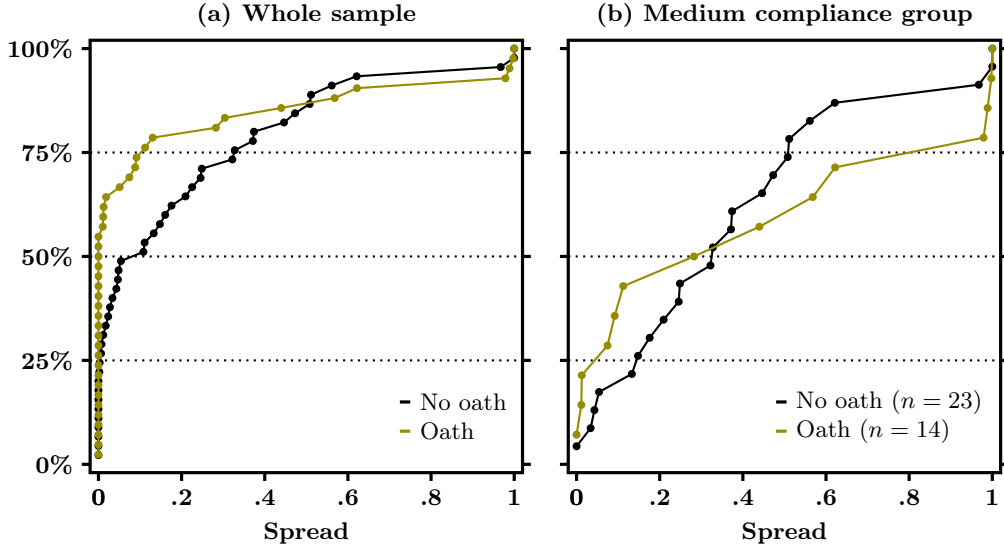 (a) Whole sample
(b) Medium compliance group
100%
75%
50%
25%
0%
No oath
Oath
No oath (n = 23)
Oath (n = 14)
0 .2 .4 .6 .8 1
0 .2 .4 .6 .8 1
Spread
Spread